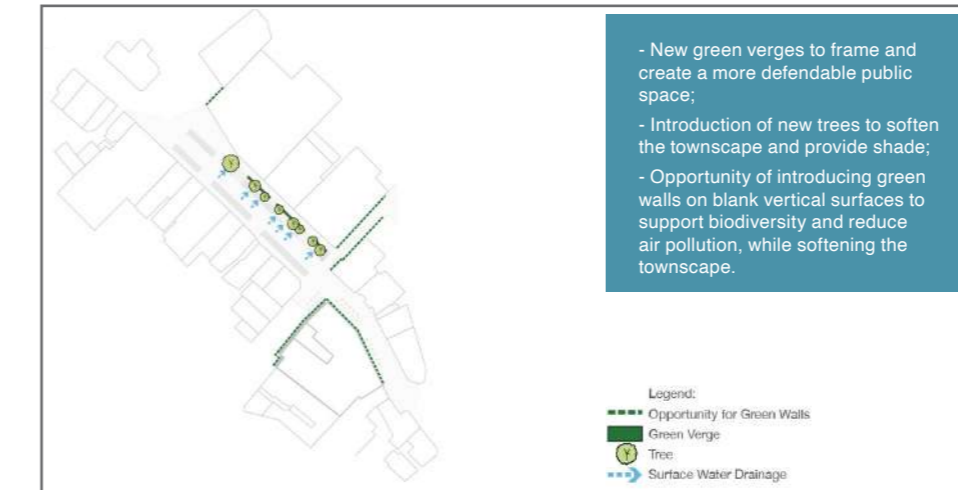 - New green verges to frame and
create a more defendable public
space;
- Introduction of new trees to soften
the townscape and provide shade;
- Opportunity of introducing green
walls on blank vertical surfaces to
support biodiversity and reduce
air pollution, while softening the
townscape.
Legend:
Opportunity for Green Walls
Green Verge
Tree
Surface Water Drainage